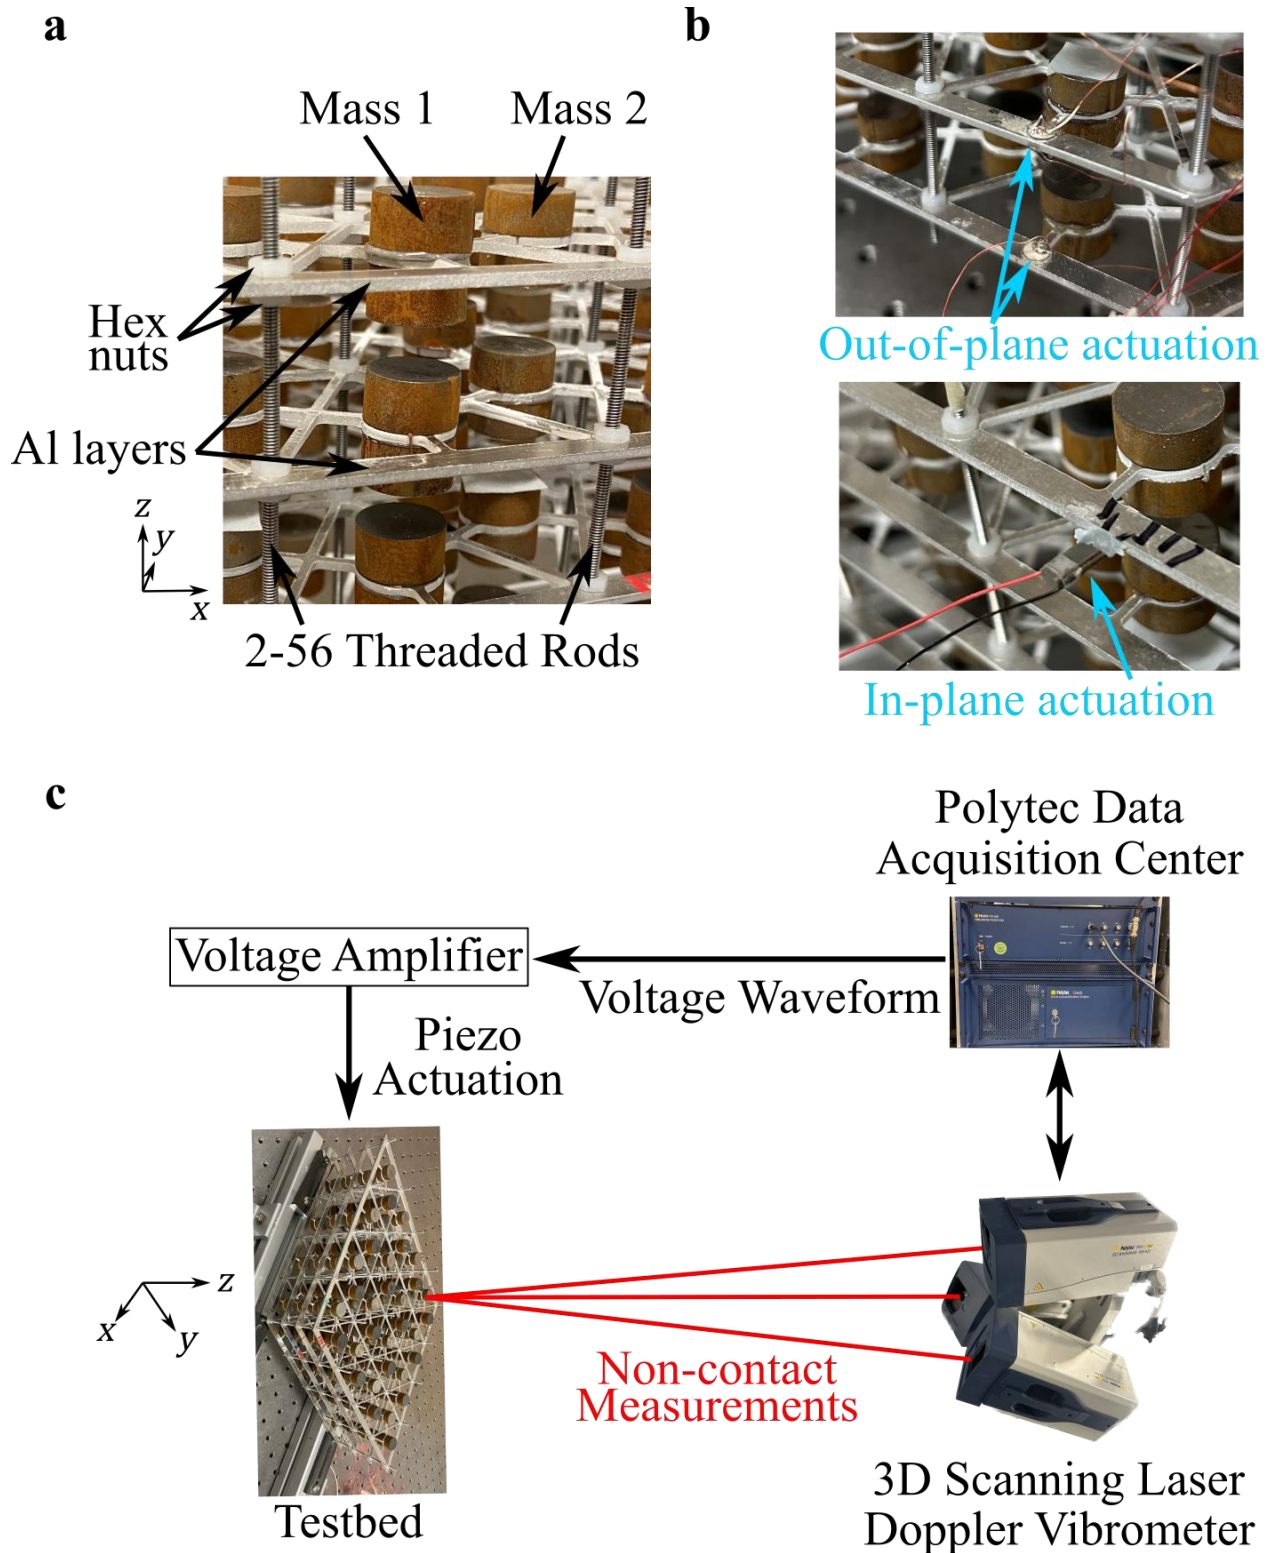 a
b
Mass 1
Mass 2
Hex
nuts
Al layers
z
y
x
2-56 Threaded Rods
Out-of-plane actuation
In-plane actuation
c
Polytec Data
Acquisition Center
Voltage Amplifier
Voltage Waveform
Piezo
Actuation
z
x
y
Non-contact
Measurements
Testbed
3D Scanning Laser
Doppler Vibrometer